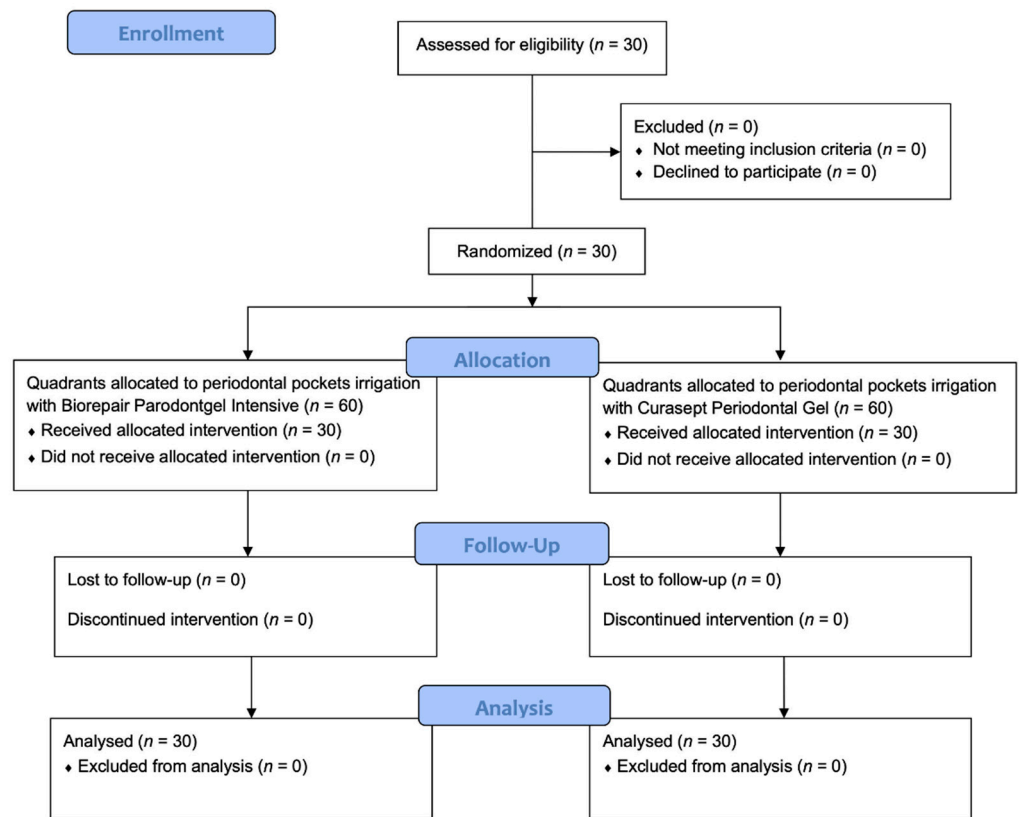 Enrollment
Assessed for eligibility (n = 30)
Excluded (n = 0)
♦ Not meeting inclusion criteria (n = 0)
♦ Declined to participate (n = 0)
Randomized (n = 30)
Allocation
Quadrants allocated to periodontal pockets irrigation
with Biorepair Parodontgel Intensive (n = 60)
♦ Received allocated intervention (n = 30)
♦ Did not receive allocated intervention (n = 0)
Quadrants allocated to periodontal pockets irrigation
with Curasept Periodontal Gel (n = 60)
♦ Received allocated intervention (n = 30)
♦ Did not receive allocated intervention (n = 0)
Follow-Up
Lost to follow-up (n = 0)
Discontinued intervention (n = 0)
Lost to follow-up (n = 0)
Discontinued intervention (n = 0)
Analysis
Analysed (n = 30)
♦ Excluded from analysis (n = 0)
Analysed (n = 30)
♦ Excluded from analysis (n = 0)